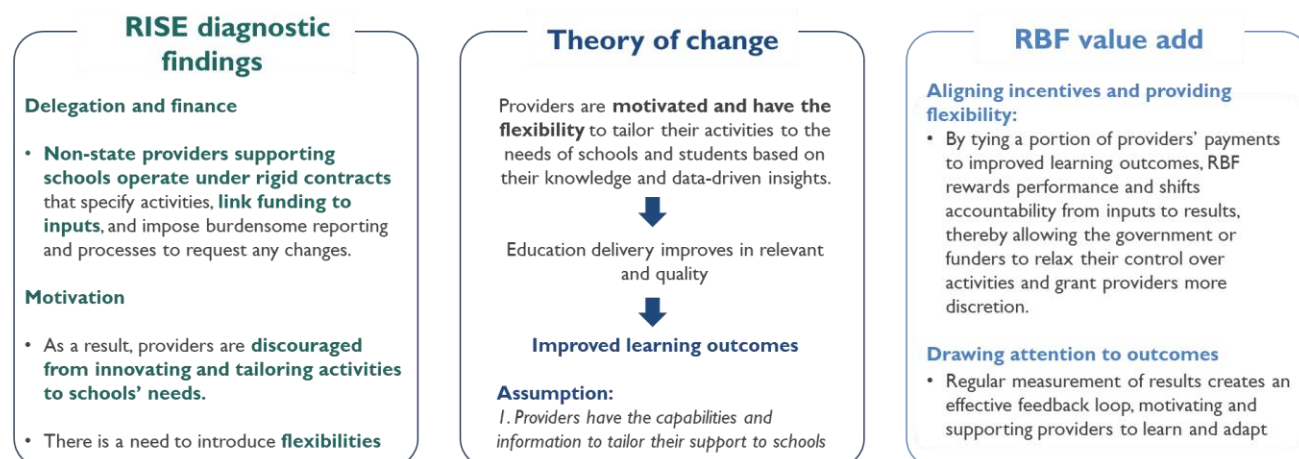 RISE diagnostic
findings
Delegation and finance
• Non-state providers supporting
schools operate under rigid contracts
that specify activities, link funding to
inputs, and impose burdensome reporting
and processes to request any changes.
Motivation
• As a result, providers are discouraged
from innovating and tailoring activities
to schools' needs.
• There is a need to introduce flexibilities
Theory of change
Providers are motivated and have the
flexibility to tailor their activities to the
needs of schools and students based on
their knowledge and data-driven insights.
Education delivery improves in relevant
and quality
Improved learning outcomes
Assumption:
1. Providers have the capabilities and
information to tailor their support to schools
RBF value add
Aligning incentives and providing
flexibility:
• By tying a portion of providers' payments
to improved learning outcomes, RBF
rewards performance and shifts
accountability from inputs to results,
thereby allowing the government or
funders to relax their control over
activities and grant providers more
discretion.
Drawing attention to outcomes
• Regular measurement of results creates an
effective feedback loop, motivating and
supporting providers to learn and adapt